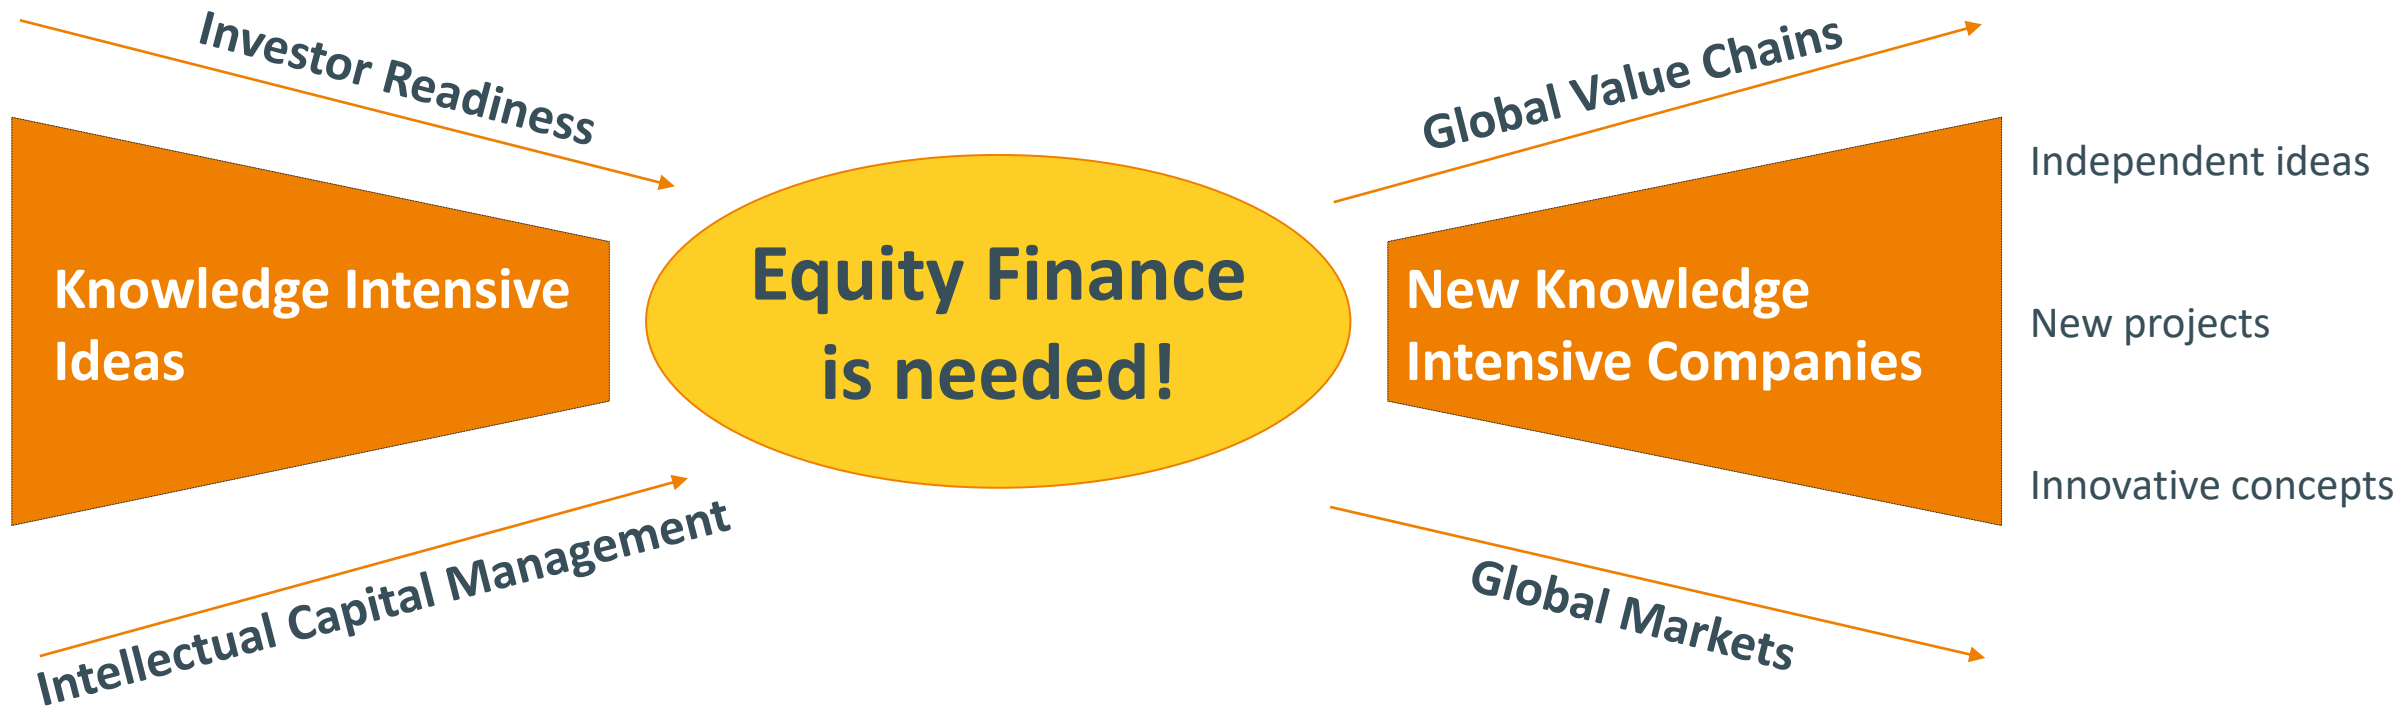 Investor Readiness
Global Value Chains
Knowledge Intensive
Ideas
Equity Finance
is needed!
New Knowledge
Intensive Companies
Independent ideas
New projects
Innovative concepts
Intellectual Capital Management
Global Markets